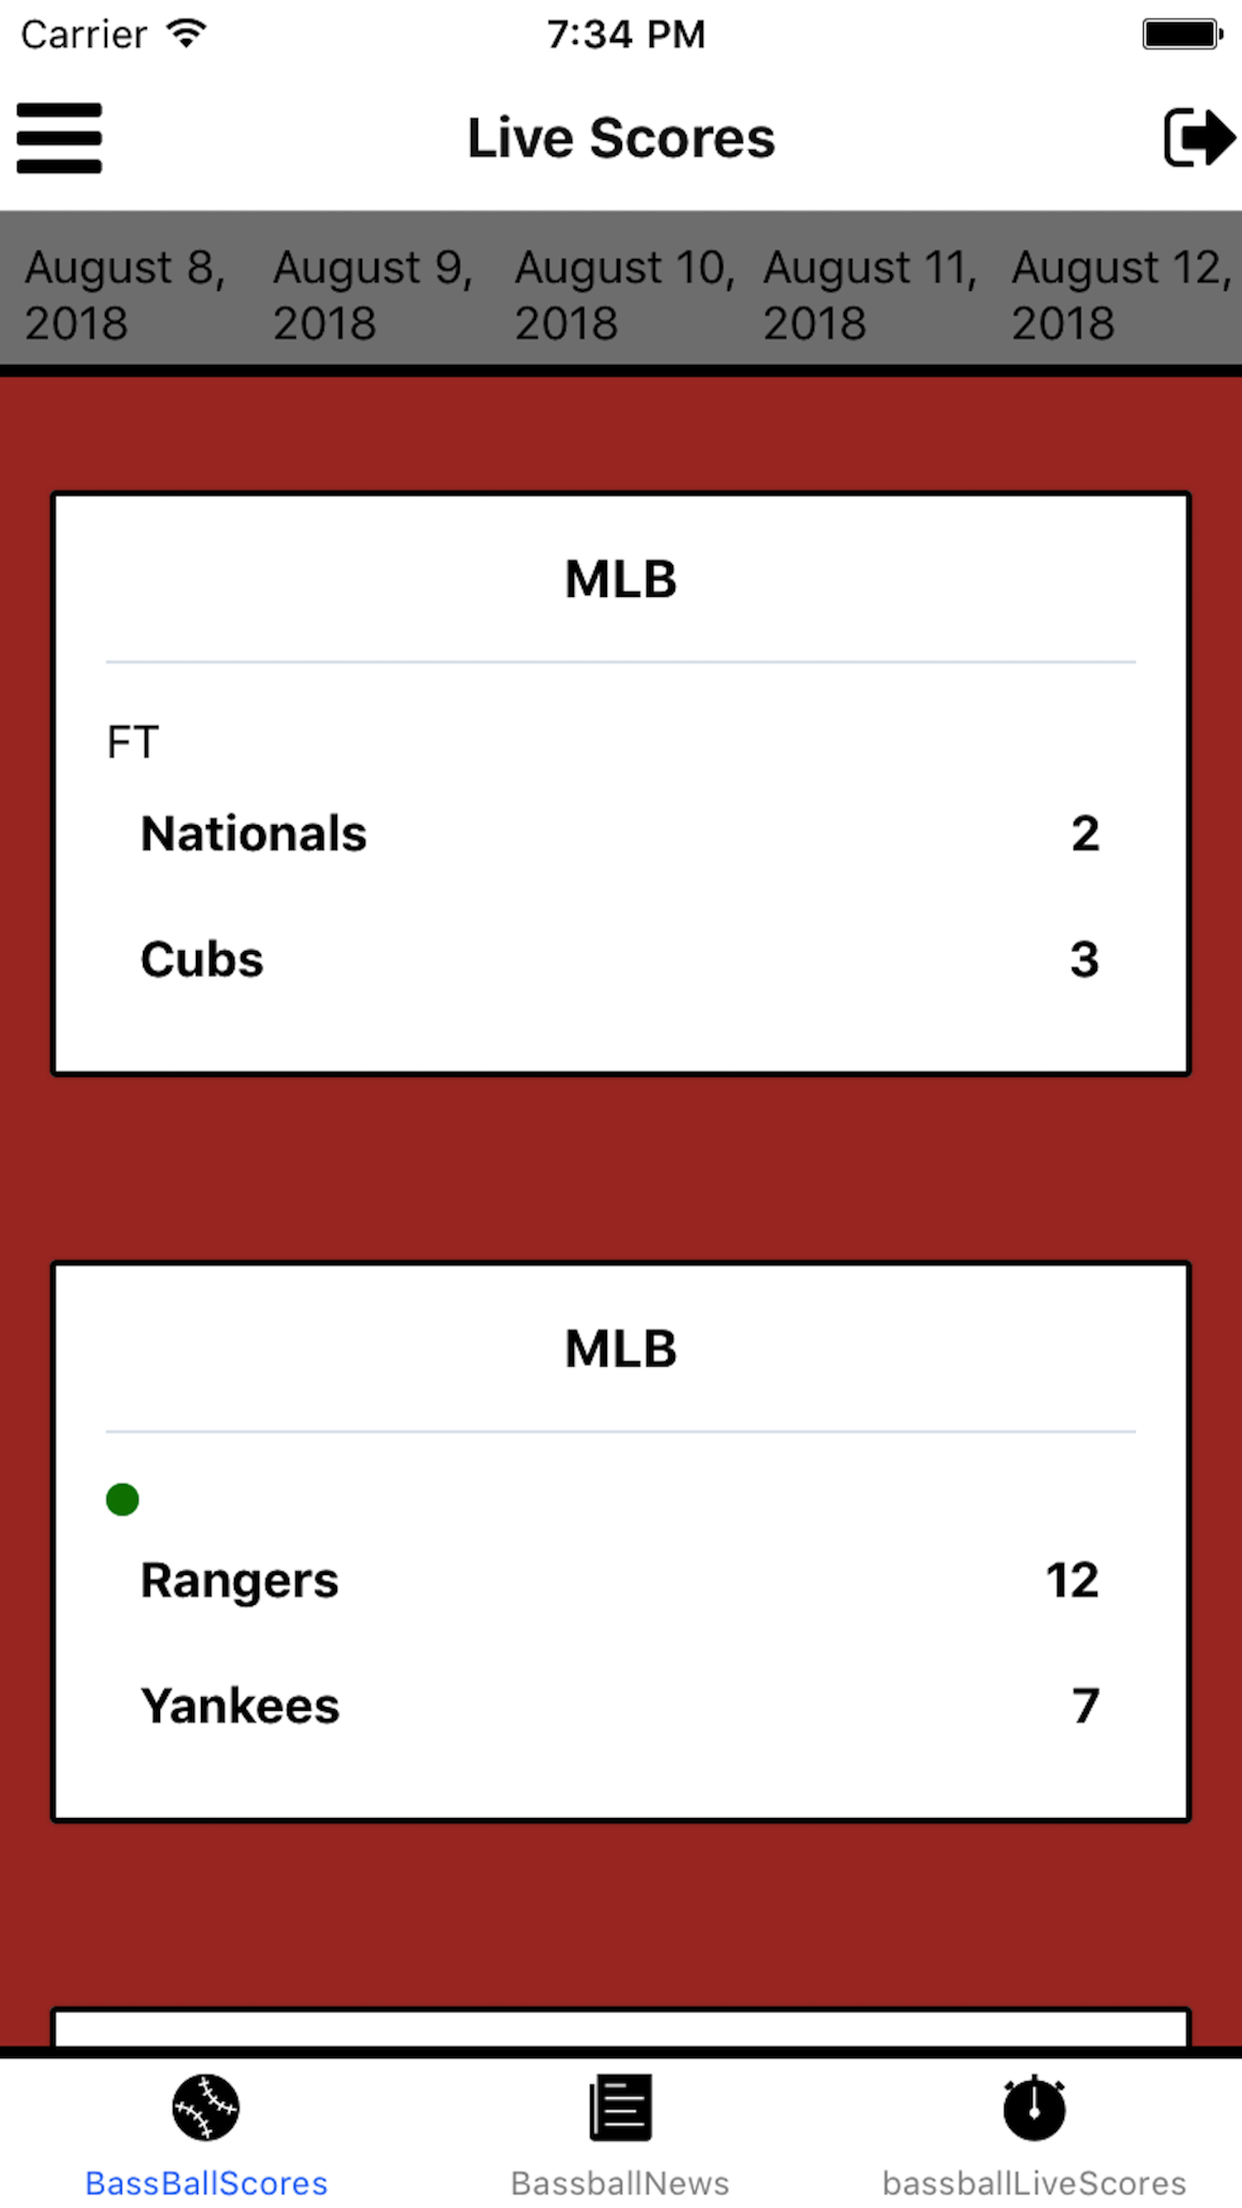 Carrier 7:34 PM
Live Scores
August 8, 2018
August 9, 2018
August 10, 2018
August 11, 2018
August 12, 2018
MLB
FT
Nationals 2
Cubs 3
MLB
Rangers 12
Yankees 7
BassBallScores BassballNews bassballLiveScores